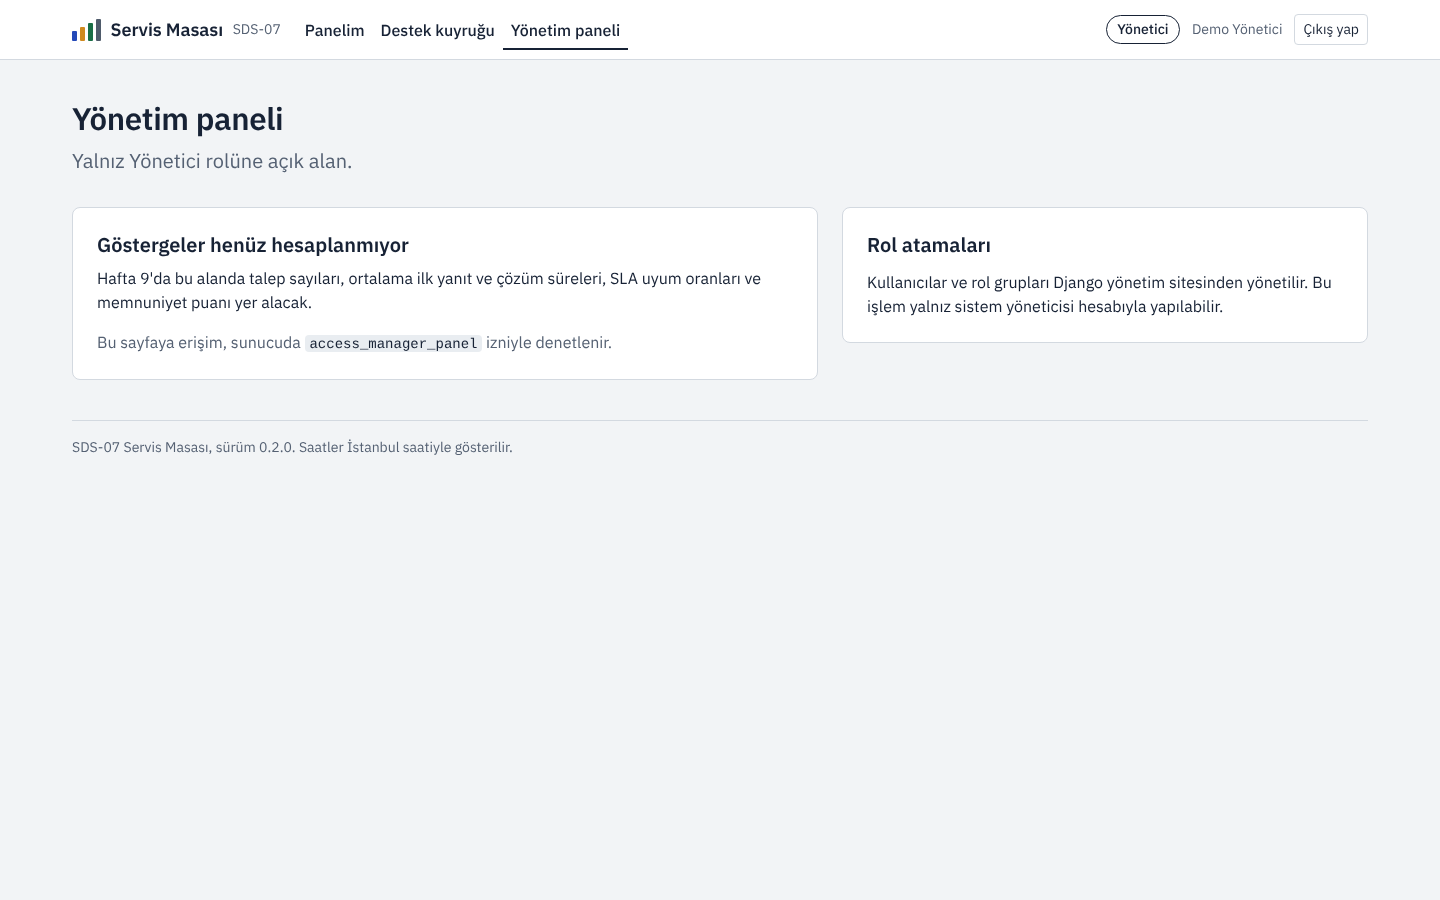 Servis Masası SDS-07 Panelim Destek kuyruğu Yönetim paneli Yönetici Demo Yönetici Çıkış yap
Yönetim paneli
Yalnız Yönetici rolüne açık alan.
Göstergeler henüz hesaplanmıyor
Hafta 9'da bu alanda talep sayıları, ortalama ilk yanıt ve çözüm süreleri, SLA uyum oranları ve
memnuniyet puanı yer alacak.
Bu sayfaya erişim, sunucuda access_manager_panel izniyle denetlenir.
Rol atamaları
Kullanıcılar ve rol grupları Django yönetim sitesinden yönetilir. Bu
işlem yalnız sistem yöneticisi hesabıyla yapılabilir.
SDS-07 Servis Masası, sürüm 0.2.0. Saatler İstanbul saatiyle gösterilir.